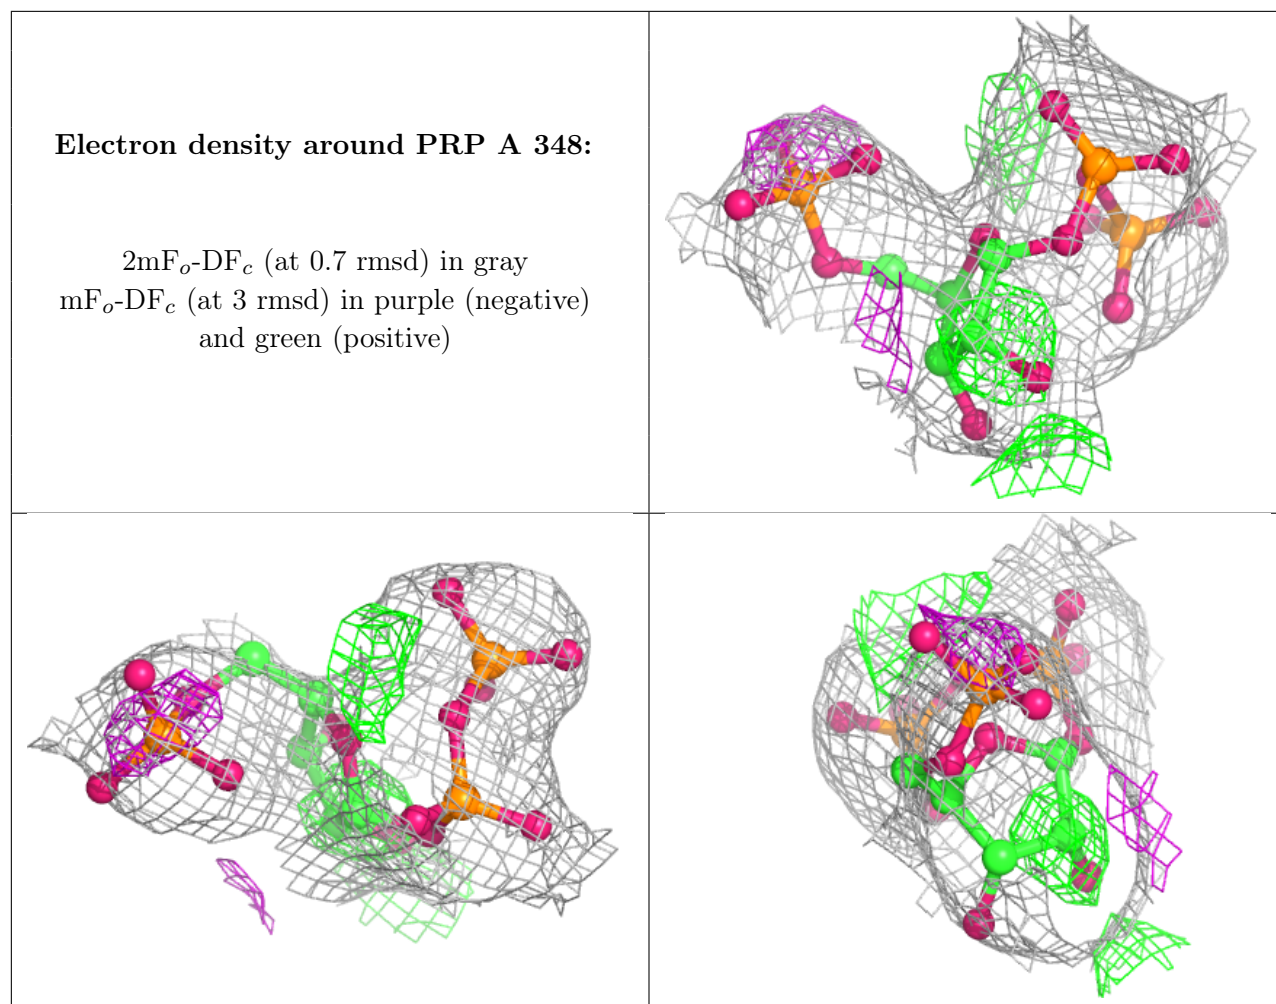 Electron density around PRP A 348:
2mFo-DFc (at 0.7 rmsd) in gray
mFo-DFc (at 3 rmsd) in purple (negative)
and green (positive)